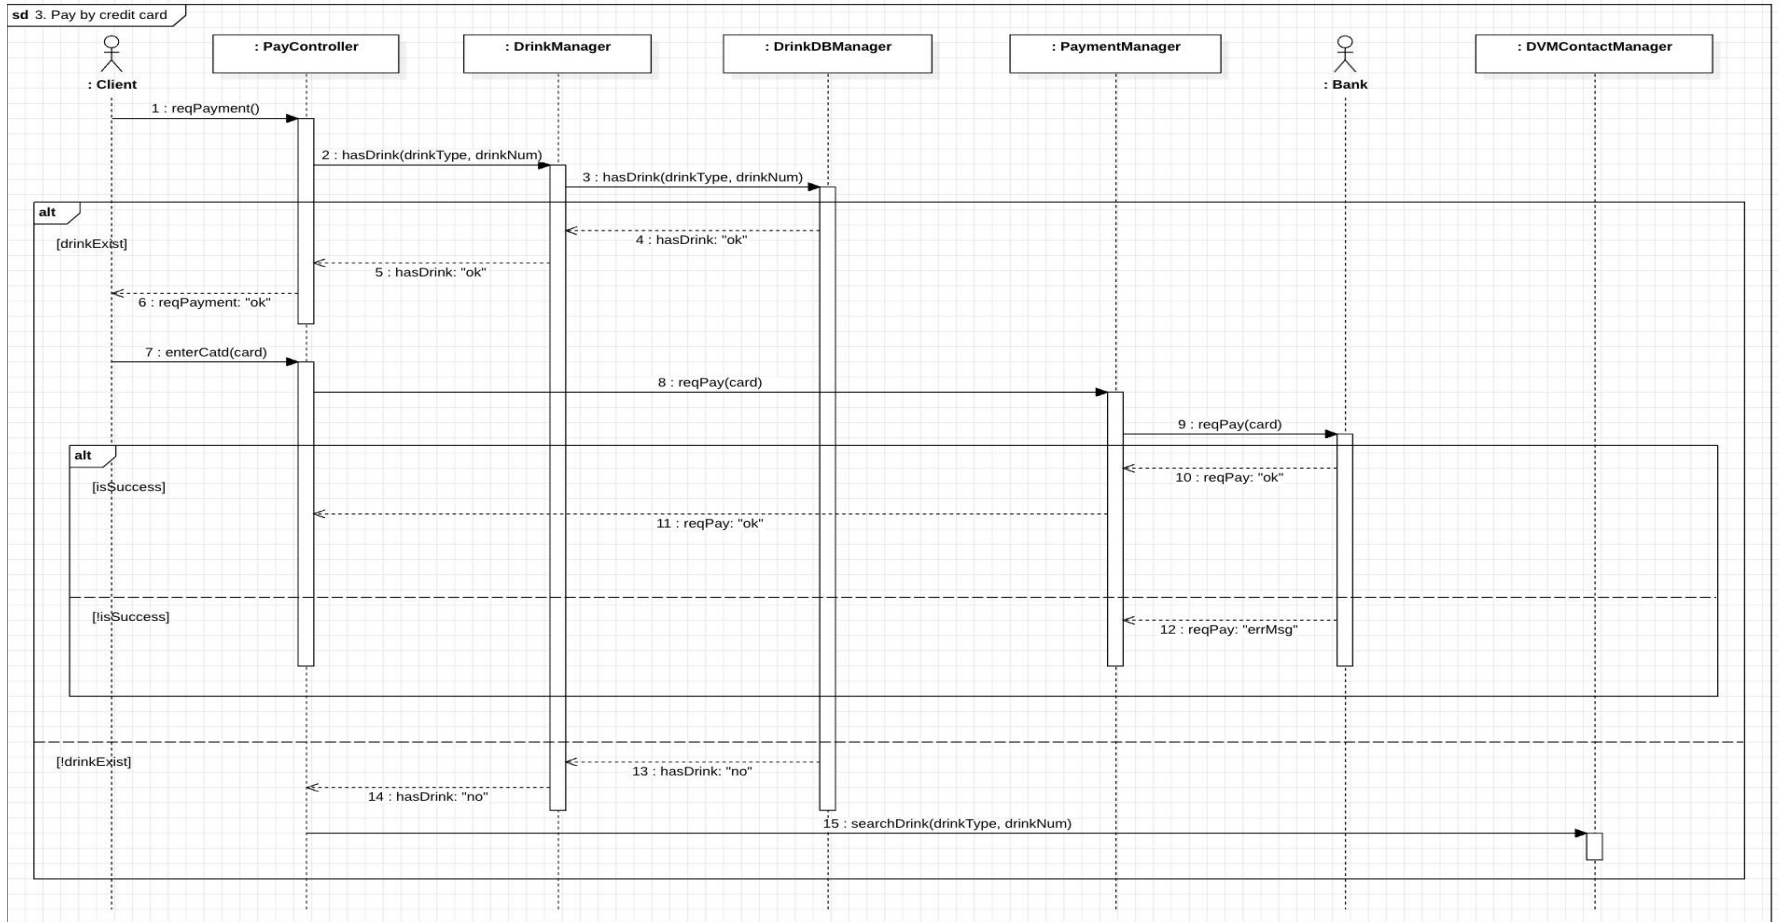 sd 3. Pay by credit card
: Client
: PayController
: DrinkManager
: DrinkDBManager
: PaymentManager
: Bank
: DVMContactManager
1 : reqPayment()
2 : hasDrink(drinkType, drinkNum)
3 : hasDrink(drinkType, drinkNum)
alt
[drinkExist]
4 : hasDrink: "ok"
5 : hasDrink: "ok"
6 : reqPayment: "ok"
7 : enterCatd(card)
8 : reqPay(card)
9 : reqPay(card)
alt
[isSuccess]
10 : reqPay: "ok"
11 : reqPay: "ok"
[!isSuccess]
12 : reqPay: "errMsg"
[!drinkExist]
13 : hasDrink: "no"
14 : hasDrink: "no"
15 : searchDrink(drinkType, drinkNum)